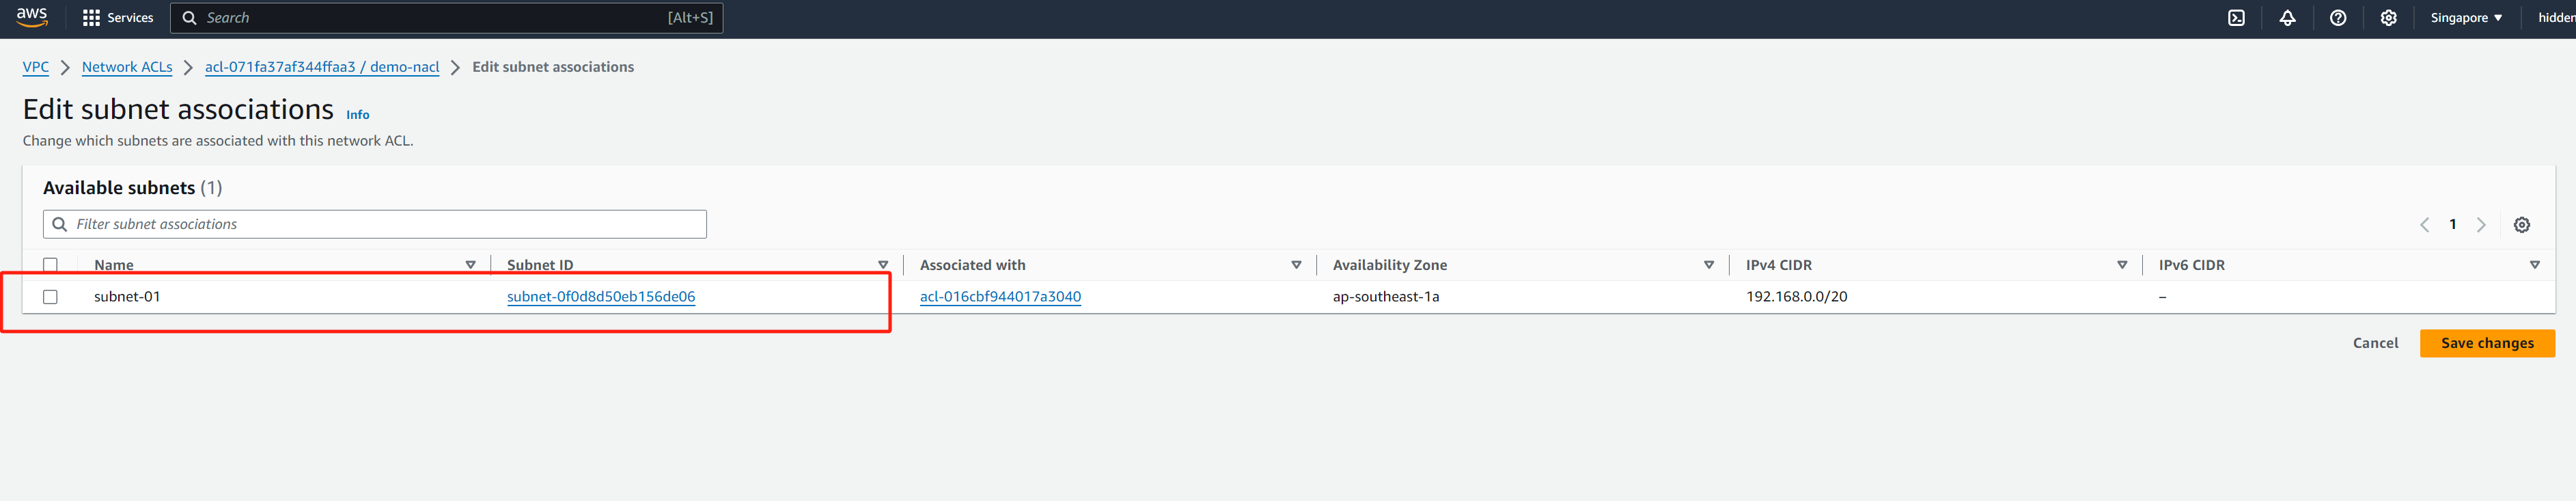 aws Services Search [Alt+S] Singapore hidden
VPC Network ACLs acl-071fa37af344ffaa3 / demo-nacl Edit subnet associations
Edit subnet associations Info
Change which subnets are associated with this network ACL.
Available subnets (1)
Filter subnet associations 1
Name Subnet ID Associated with Availability Zone IPv4 CIDR IPv6 CIDR
subnet-01 subnet-0f0d8d50eb156de06 acl-016cbf944017a3040 ap-southeast-1a 192.168.0.0/20 –
Cancel Save changes